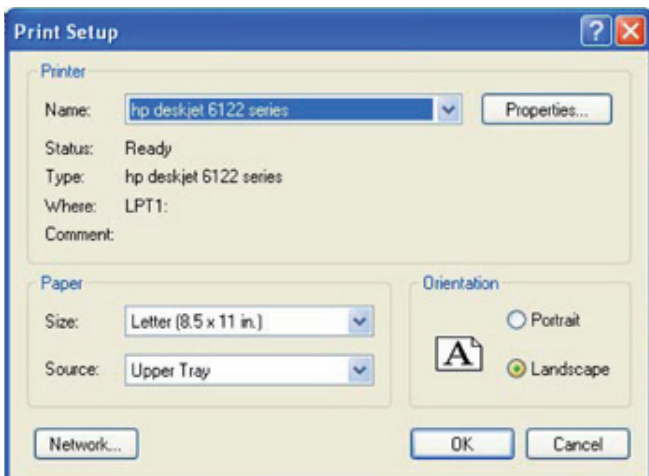 Print Setup
Printer
Name: hp deskjet 6122 series Properties...
Status: Ready
Type: hp deskjet 6122 series
Where: LPT1:
Comment:
Paper
Size: Letter (8.5 x 11 in.)
Source: Upper Tray
Orientation
Portrait
A
Landscape
Network... OK Cancel